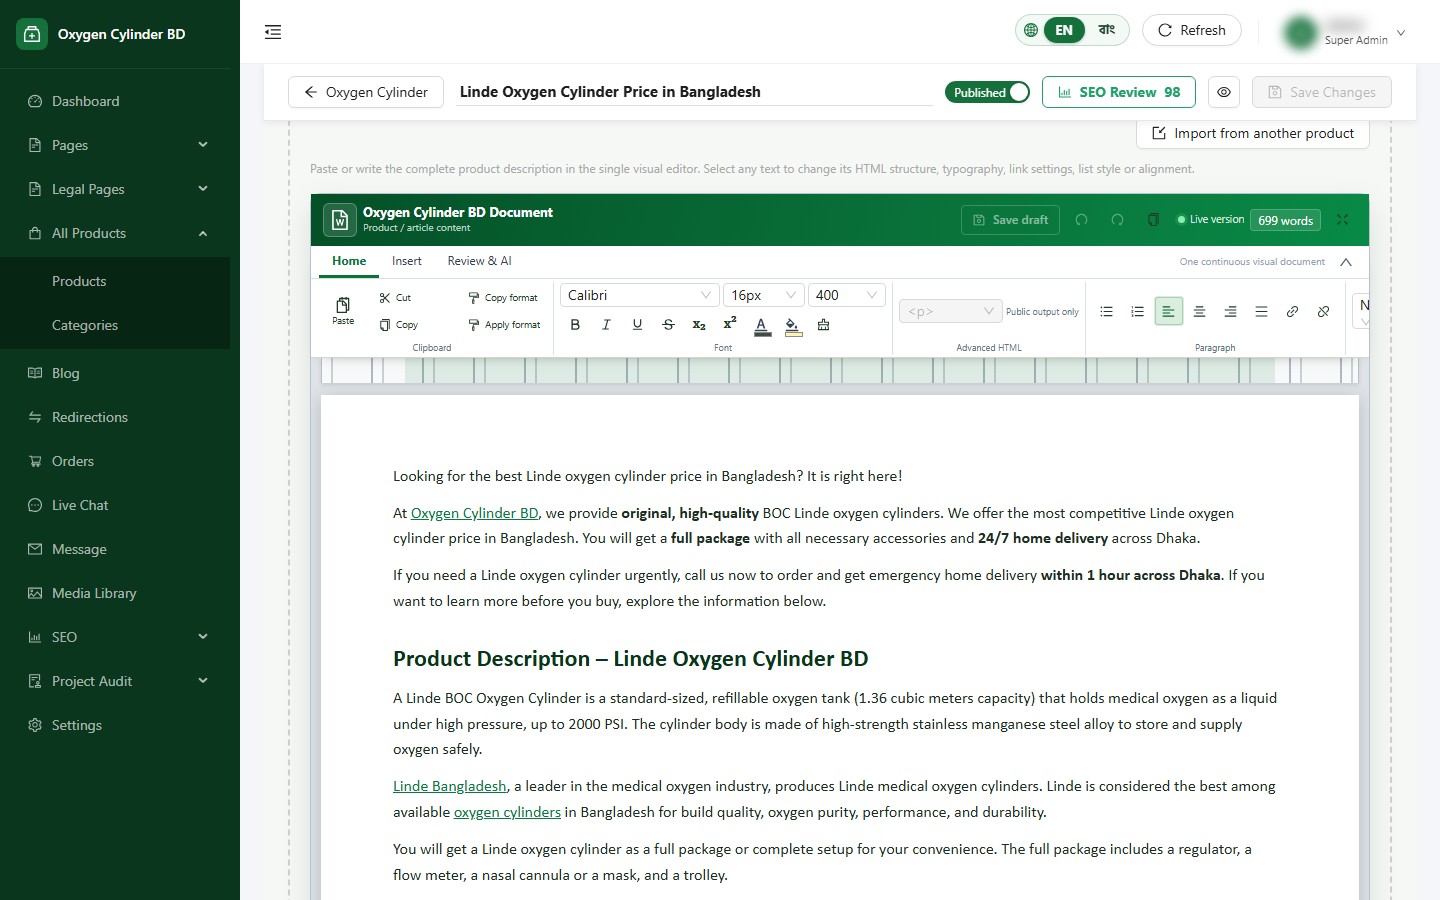 Oxygen Cylinder BD
Dashboard
Pages
Legal Pages
All Products
Products
Categories
Blog
Redirections
Orders
Live Chat
Message
Media Library
SEO
Project Audit
Settings
EN বাং
Refresh
Super Admin
Oxygen Cylinder
Linde Oxygen Cylinder Price in Bangladesh
Published
SEO Review 98
Save Changes
Import from another product
Paste or write the complete product description in the single visual editor. Select any text to change its HTML structure, typography, link settings, list style or alignment.
Oxygen Cylinder BD Document
Product / article content
Save draft
Live version
699 words
Home Insert Review & AI
One continuous visual document
Paste
Cut
Copy
Copy format
Apply format
Clipboard
Calibri 16px 400
B I U S x₂ x² A
Font
<p> Public output only
Advanced HTML
Paragraph
N
Looking for the best Linde oxygen cylinder price in Bangladesh? It is right here!
At Oxygen Cylinder BD, we provide original, high-quality BOC Linde oxygen cylinders. We offer the most competitive Linde oxygen
cylinder price in Bangladesh. You will get a full package with all necessary accessories and 24/7 home delivery across Dhaka.
If you need a Linde oxygen cylinder urgently, call us now to order and get emergency home delivery within 1 hour across Dhaka. If you
want to learn more before you buy, explore the information below.
Product Description – Linde Oxygen Cylinder BD
A Linde BOC Oxygen Cylinder is a standard-sized, refillable oxygen tank (1.36 cubic meters capacity) that holds medical oxygen as a liquid
under high pressure, up to 2000 PSI. The cylinder body is made of high-strength stainless manganese steel alloy to store and supply
oxygen safely.
Linde Bangladesh, a leader in the medical oxygen industry, produces Linde medical oxygen cylinders. Linde is considered the best among
available oxygen cylinders in Bangladesh for build quality, oxygen purity, performance, and durability.
You will get a Linde oxygen cylinder as a full package or complete setup for your convenience. The full package includes a regulator, a
flow meter, a nasal cannula or a mask, and a trolley.